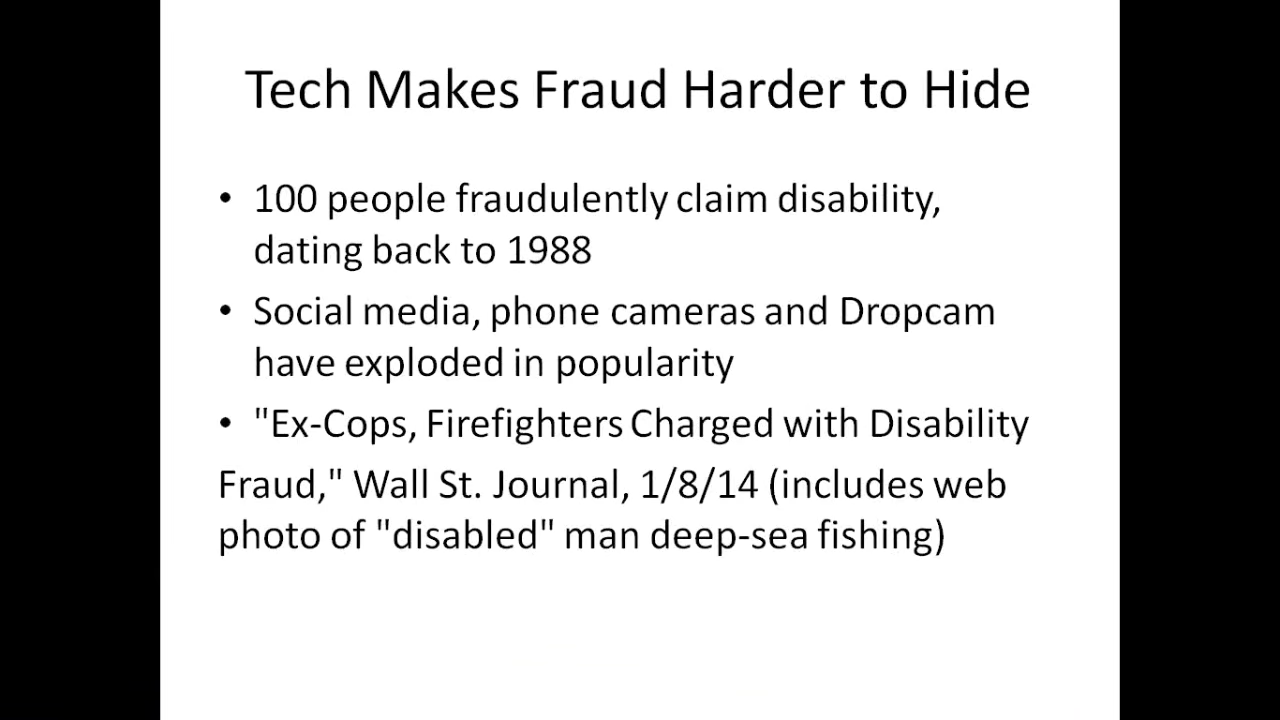 Tech Makes Fraud Harder to Hide
• 100 people fraudulently claim disability,
dating back to 1988
• Social media, phone cameras and Dropcam
have exploded in popularity
• "Ex-Cops, Firefighters Charged with Disability
Fraud," Wall St. Journal, 1/8/14 (includes web
photo of "disabled" man deep-sea fishing)